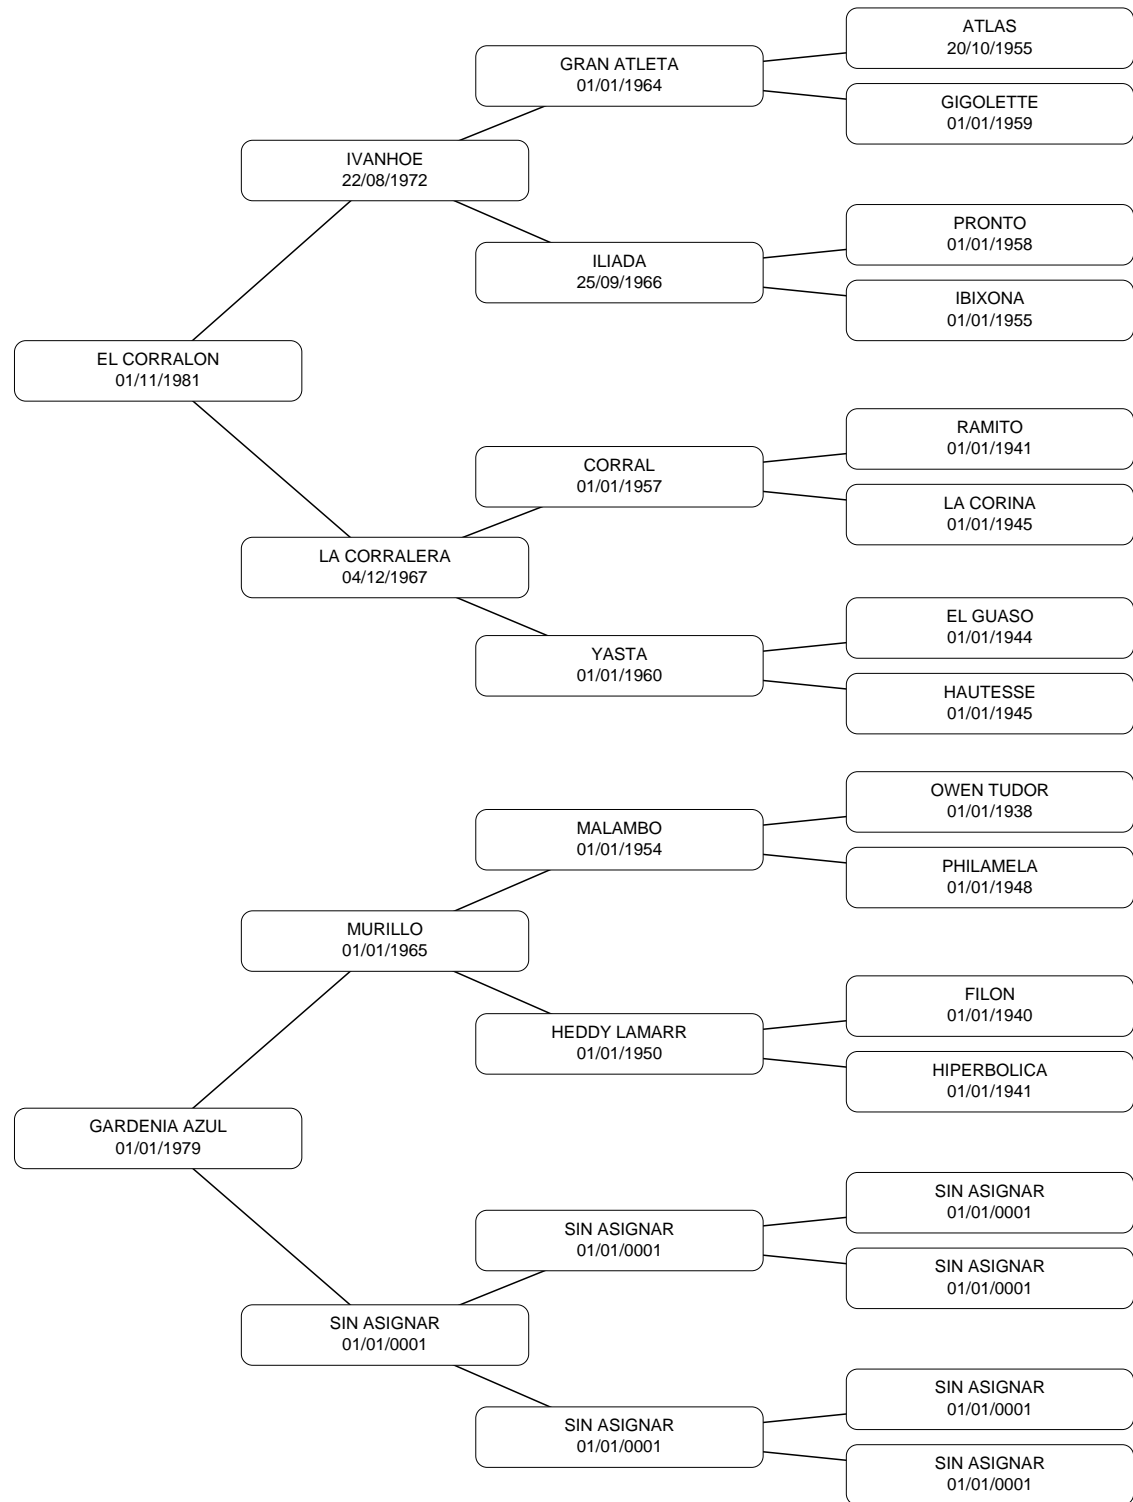 ATLAS
20/10/1955
GRAN ATLETA
01/01/1964
GIGOLETTE
01/01/1959
IVANHOE
22/08/1972
PRONTO
01/01/1958
ILIADA
25/09/1966
IBIXONA
01/01/1955
EL CORRALON
01/11/1981
RAMITO
01/01/1941
CORRAL
01/01/1957
LA CORINA
01/01/1945
LA CORRALERA
04/12/1967
EL GUASO
01/01/1944
YASTA
01/01/1960
HAUTESSE
01/01/1945
OWEN TUDOR
01/01/1938
MALAMBO
01/01/1954
PHILAMELA
01/01/1948
MURILLO
01/01/1965
FILON
01/01/1940
HEDDY LAMARR
01/01/1950
HIPERBOLICA
01/01/1941
GARDENIA AZUL
01/01/1979
SIN ASIGNAR
01/01/0001
SIN ASIGNAR
01/01/0001
SIN ASIGNAR
01/01/0001
SIN ASIGNAR
01/01/0001
SIN ASIGNAR
01/01/0001
SIN ASIGNAR
01/01/0001
SIN ASIGNAR
01/01/0001